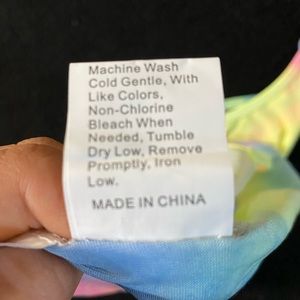 Machine Wash
Cold Gentle, With
Like Colors,
Non-Chlorine
Bleach When
Needed, Tumble
Dry Low, Remove
Promptly, Iron
Low.
MADE IN CHINA